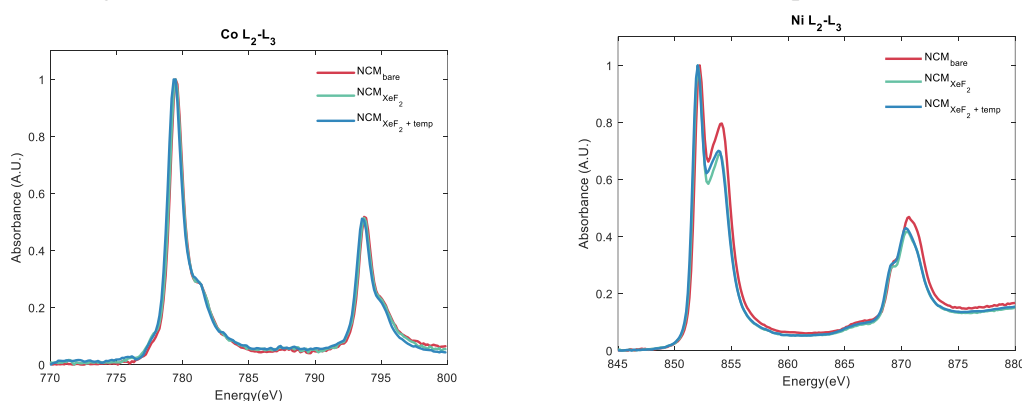 Co L2-L3
NCMbare
NCMXeF2
NCMXeF2 + temp
1
0.8
0.6
0.4
0.2
0
Absorbance (A.U.)
770
775
780
785
790
795
800
Energy(eV)
Ni L2-L3
NCMbare
NCMXeF2
NCMXeF2 + temp
1
0.8
0.6
0.4
0.2
0
Absorbance (A.U.)
845
850
855
860
865
870
875
880
Energy(eV)